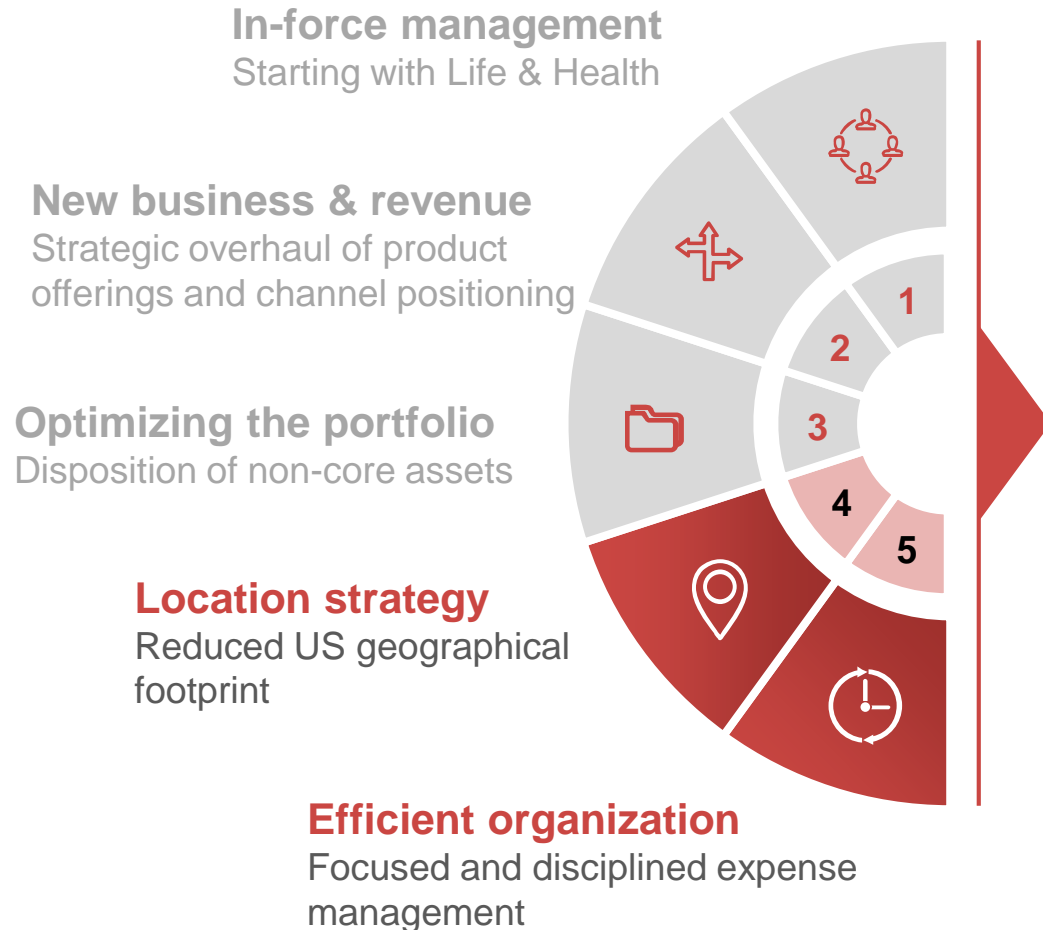 In-force management
Starting with Life & Health
New business & revenue
Strategic overhaul of product
offerings and channel positioning
Optimizing the portfolio
Disposition of non-core assets
Location strategy
Reduced US geographical
footprint
Efficient organization
Focused and disciplined expense
management
1
2
3
4
5